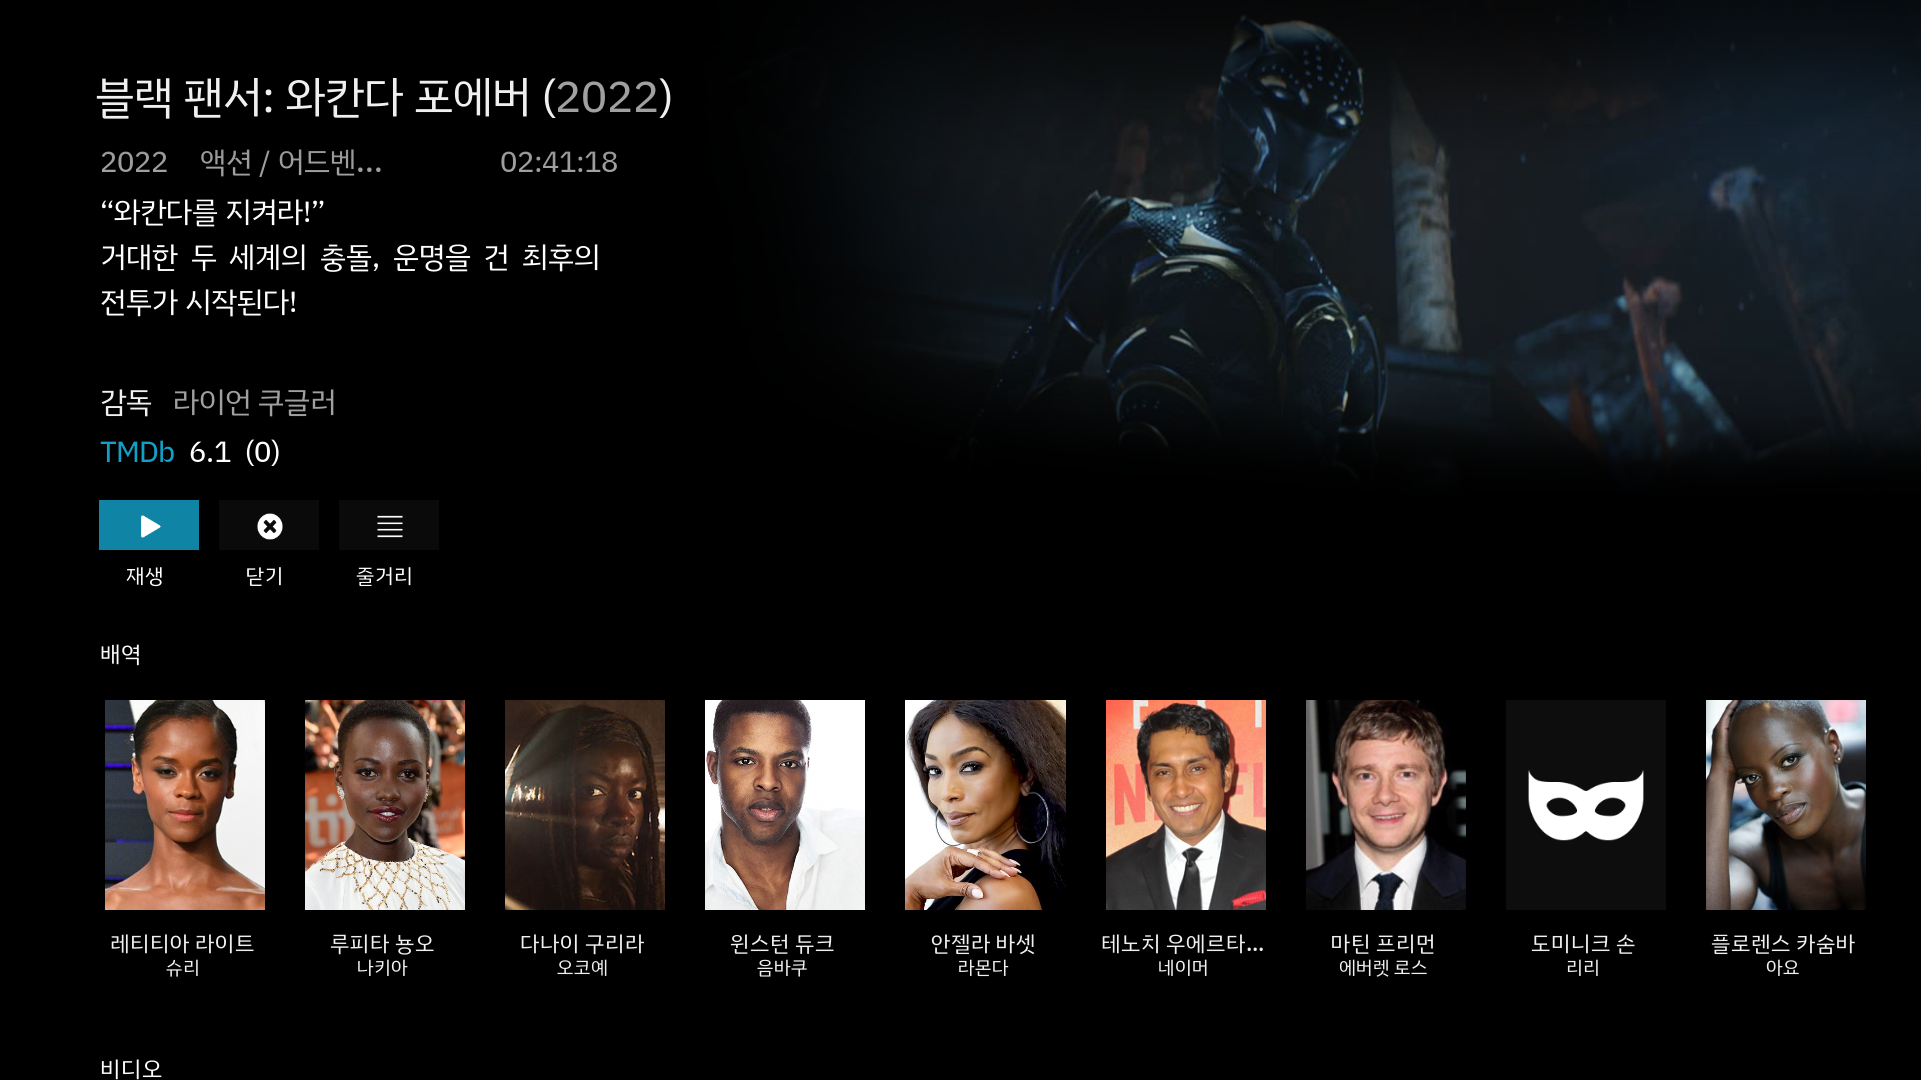 블랙 팬서: 와칸다 포에버 (2022)
2022 액션 / 어드벤... 02:41:18
“와칸다를 지켜라!”
거대한 두 세계의 충돌, 운명을 건 최후의
전투가 시작된다!
감독 라이언 쿠글러
TMDb 6.1 (0)
재생 닫기 줄거리
배역
레티티아 라이트 루피타 뇽오 다나이 구리라 윈스턴 듀크 안젤라 바셋 테노치 우에르타... 마틴 프리먼 도미니크 손 플로렌스 카숨바
슈리 나키아 오코예 음바쿠 라몬다 네이머 에버렛 로스 리리 아요
비디오